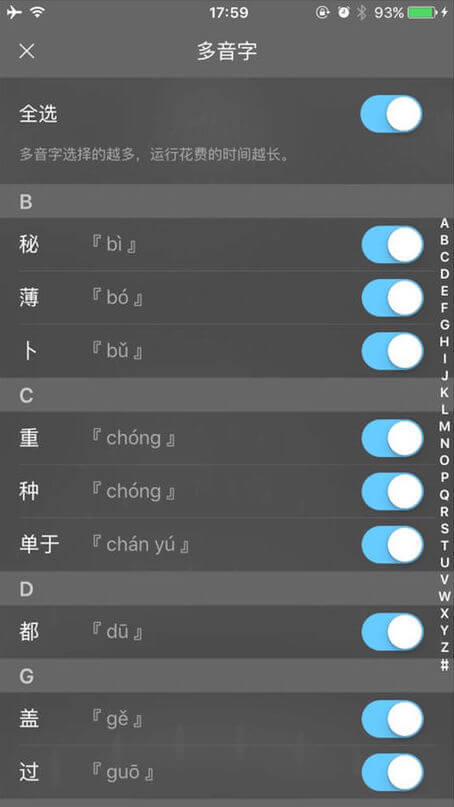 17:59 93%
多音字
全选
多音字选择的越多，运行花费的时间越长。
B
秘 『 bì 』
薄 『 bó 』
卜 『 bǔ 』
C
重 『 chóng 』
种 『 chóng 』
单于 『 chán yú 』
D
都 『 dū 』
G
盖 『 gě 』
过 『 guō 』
A
B
C
D
E
F
G
H
I
J
K
L
M
N
O
P
Q
R
S
T
U
V
W
X
Y
Z
#